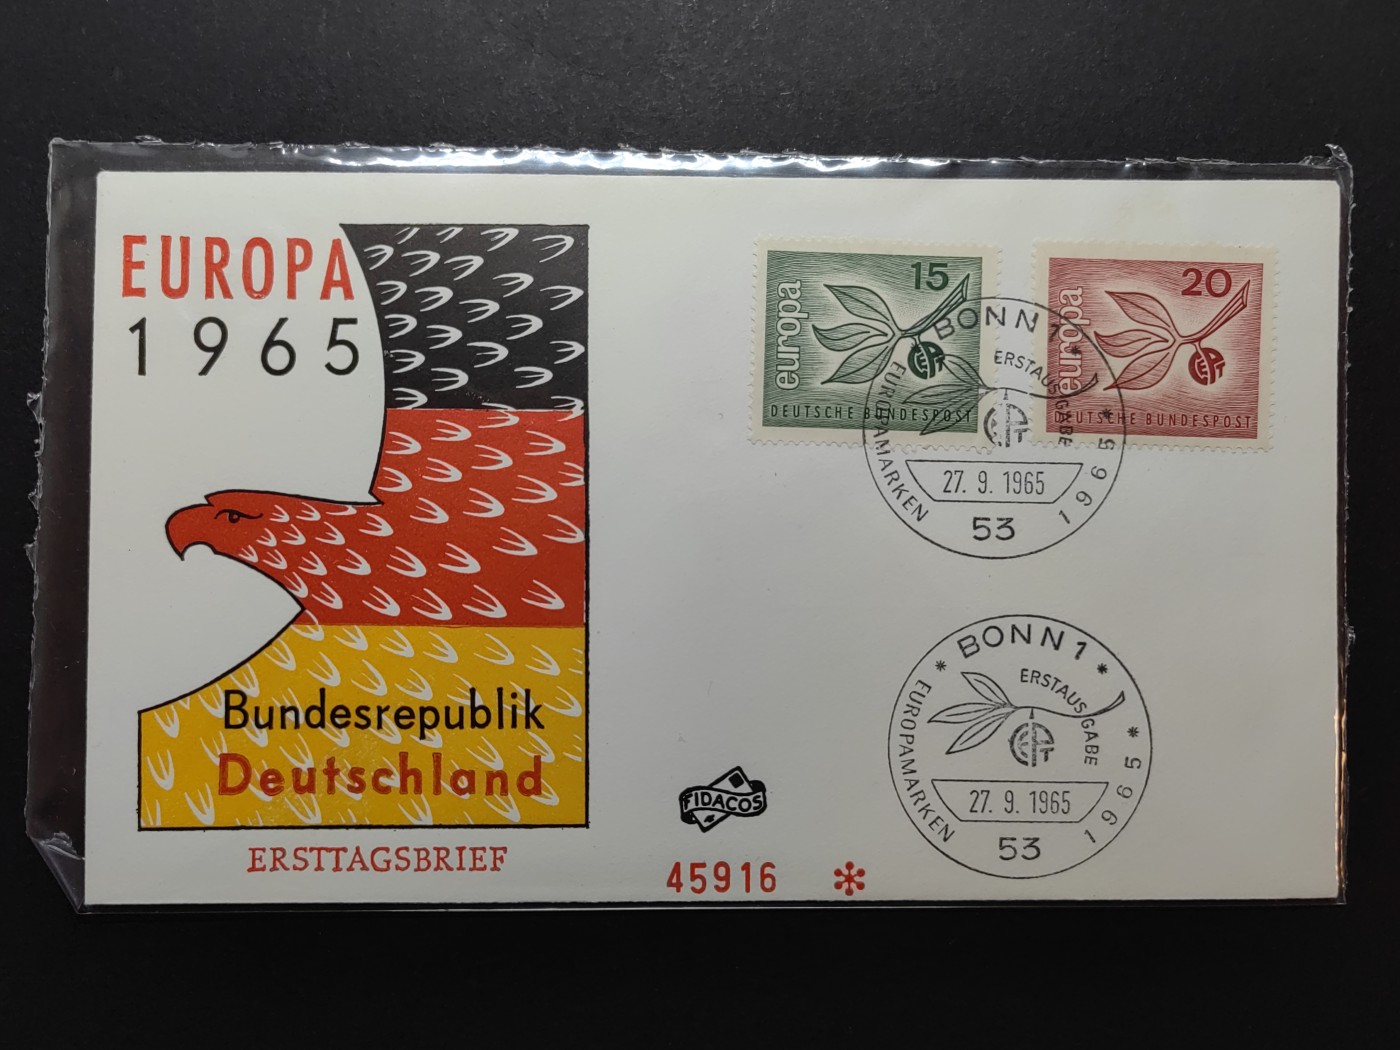 EUROPA
1965
Bundesrepublik
Deutschland
ERSTTAGSBRIEF
15
europa
DEUTSCHE BUNDESPOST
20
europa
DEUTSCHE BUNDESPOST
* BONN 1 *
ERSTAUSGABE
EUROPAMARKEN
CEPT
27. 9. 1965
53
1965 *
* BONN 1 *
ERSTAUSGABE
EUROPAMARKEN
CEPT
27. 9. 1965
53
1965 *
FIDACOS
45916 *